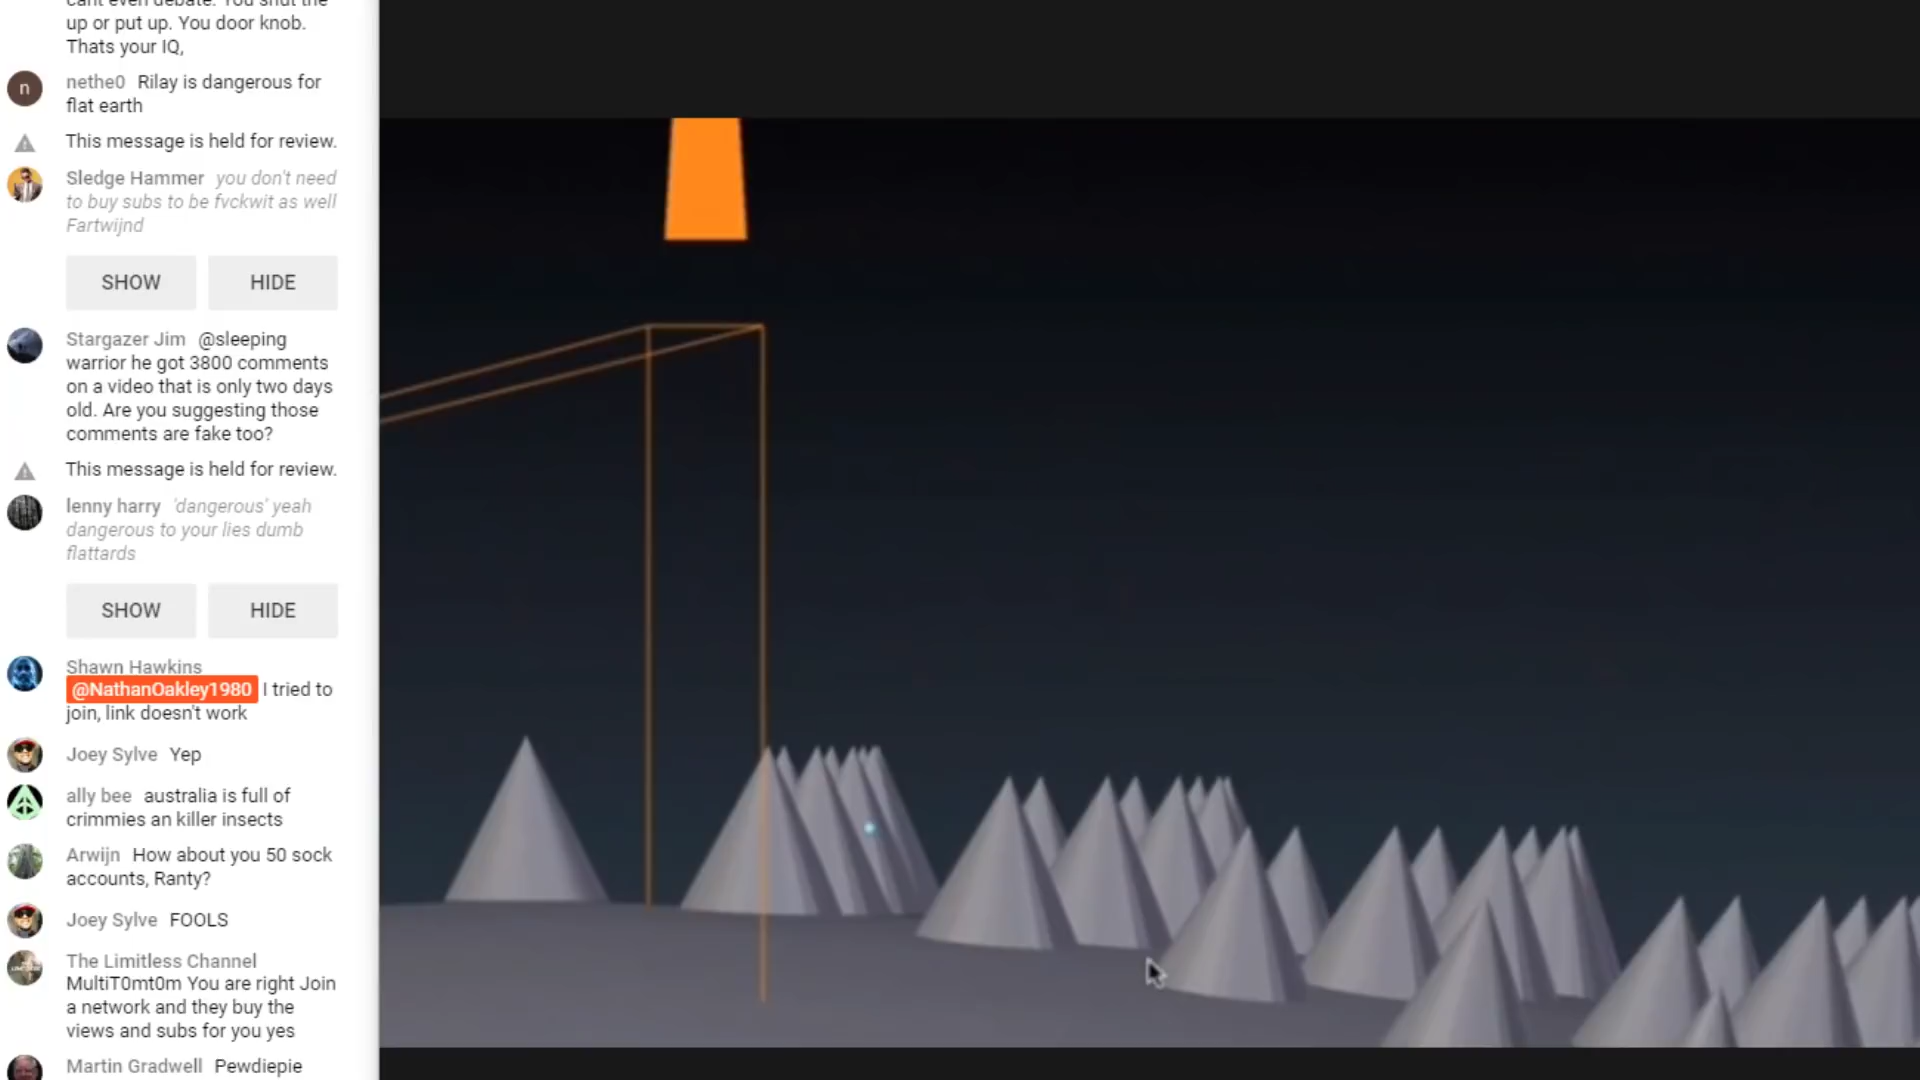 cant even debate. You shut the
up or put up. You door knob.
Thats your IQ,
n
nethe0 Rilay is dangerous for
flat earth
This message is held for review.
Sledge Hammer you don't need
to buy subs to be fvckwit as well
Fartwijnd
SHOW HIDE
Stargazer Jim @sleeping
warrior he got 3800 comments
on a video that is only two days
old. Are you suggesting those
comments are fake too?
This message is held for review.
lenny harry 'dangerous' yeah
dangerous to your lies dumb
flattards
SHOW HIDE
Shawn Hawkins
@NathanOakley1980 I tried to
join, link doesn't work
Joey Sylve Yep
ally bee australia is full of
crimmies an killer insects
Arwijn How about you 50 sock
accounts, Ranty?
Joey Sylve FOOLS
The Limitless Channel
MultiT0mt0m You are right Join
a network and they buy the
views and subs for you yes
Martin Gradwell Pewdiepie